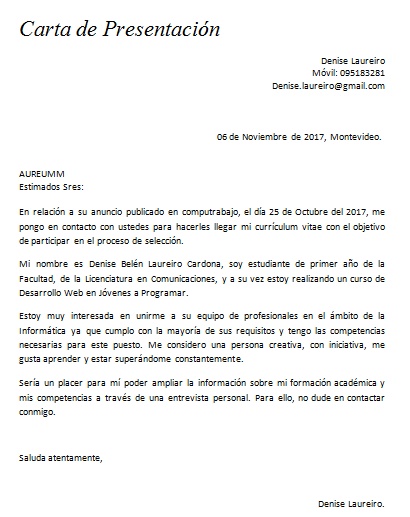 Carta de Presentación
Denise Laureiro
Móvil: 095183281
Denise.laureiro@gmail.com
06 de Noviembre de 2017, Montevideo.
AUREUMM
Estimados Sres:
En relación a su anuncio publicado en computrabajo, el día 25 de Octubre del 2017, me
pongo en contacto con ustedes para hacerles llegar mi currículum vitae con el objetivo
de participar en el proceso de selección.
Mi nombre es Denise Belén Laureiro Cardona, soy estudiante de primer año de la
Facultad, de la Licenciatura en Comunicaciones, y a su vez estoy realizando un curso de
Desarrollo Web en Jóvenes a Programar.
Estoy muy interesada en unirme a su equipo de profesionales en el ámbito de la
Informática ya que cumplo con la mayoría de sus requisitos y tengo las competencias
necesarias para este puesto. Me considero una persona creativa, con iniciativa, me
gusta aprender y estar superándome constantemente.
Sería un placer para mí poder ampliar la información sobre mi formación académica y
mis competencias a través de una entrevista personal. Para ello, no dude en contactar
conmigo.
Saluda atentamente,
Denise Laureiro.